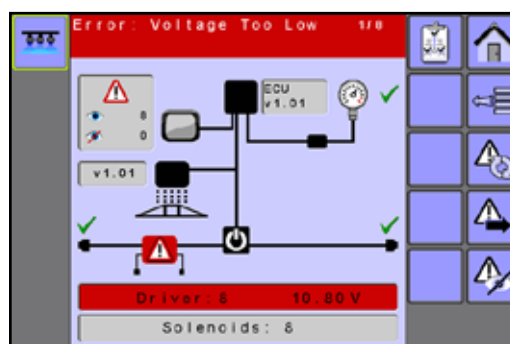 Error: Voltage Too Low 1/8
ECU
v1.01
8
0
v1.01
Driver: 8 10.80V
Solenoids: 8